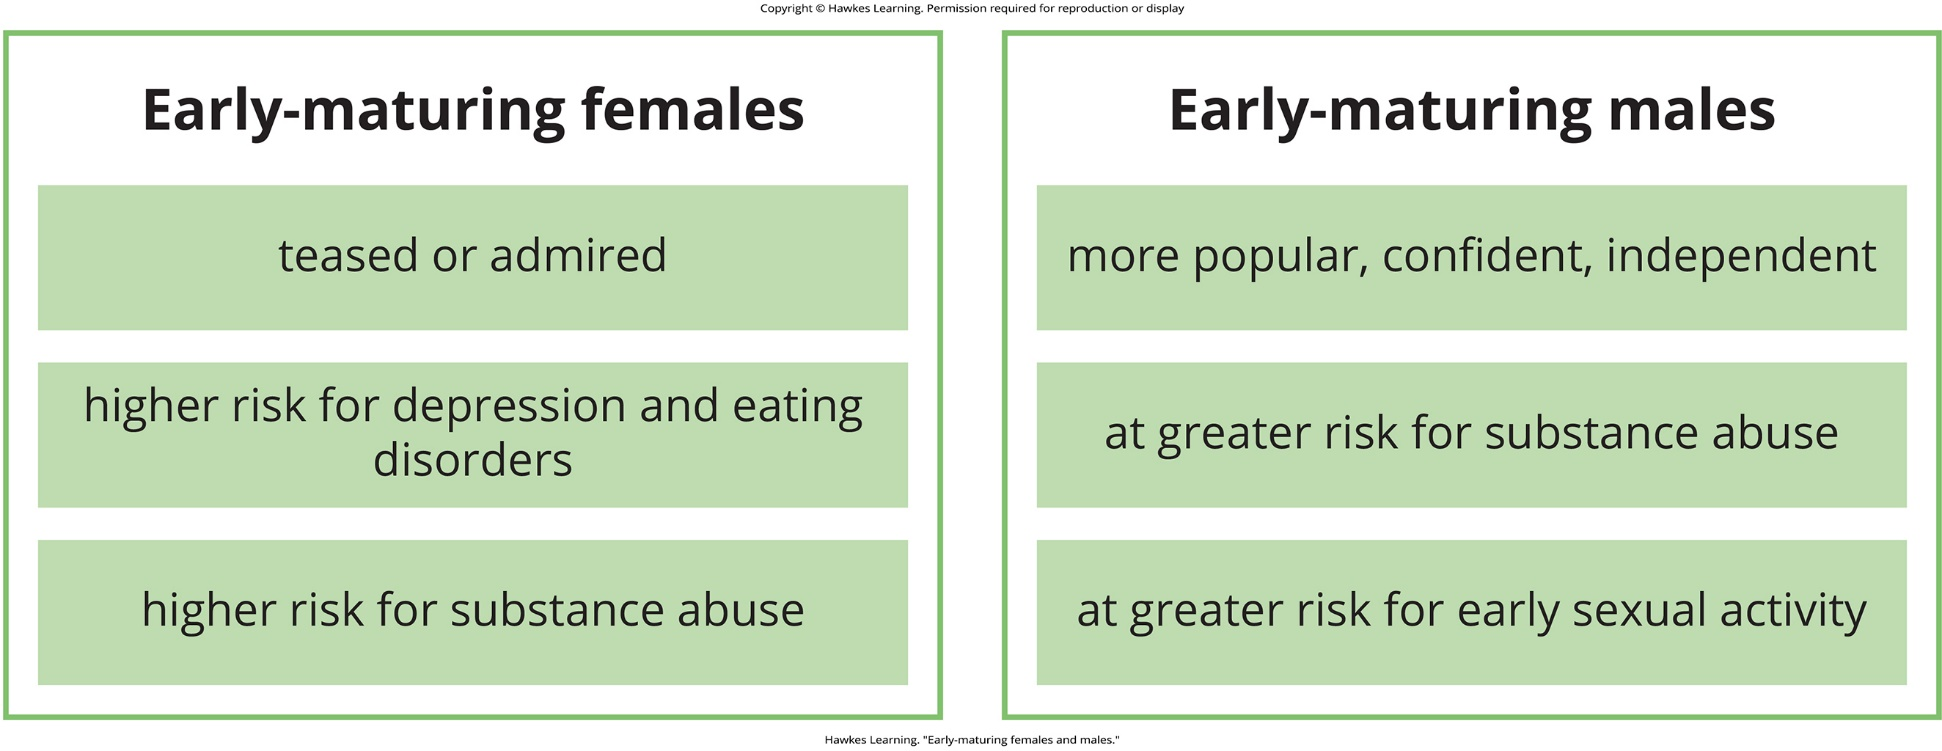 Copyright © Hawkes Learning. Permission required for reproduction or display
Early-maturing females
teased or admired
higher risk for depression and eating
disorders
higher risk for substance abuse
Early-maturing males
more popular, confident, independent
at greater risk for substance abuse
at greater risk for early sexual activity
Hawkes Learning. "Early-maturing females and males."